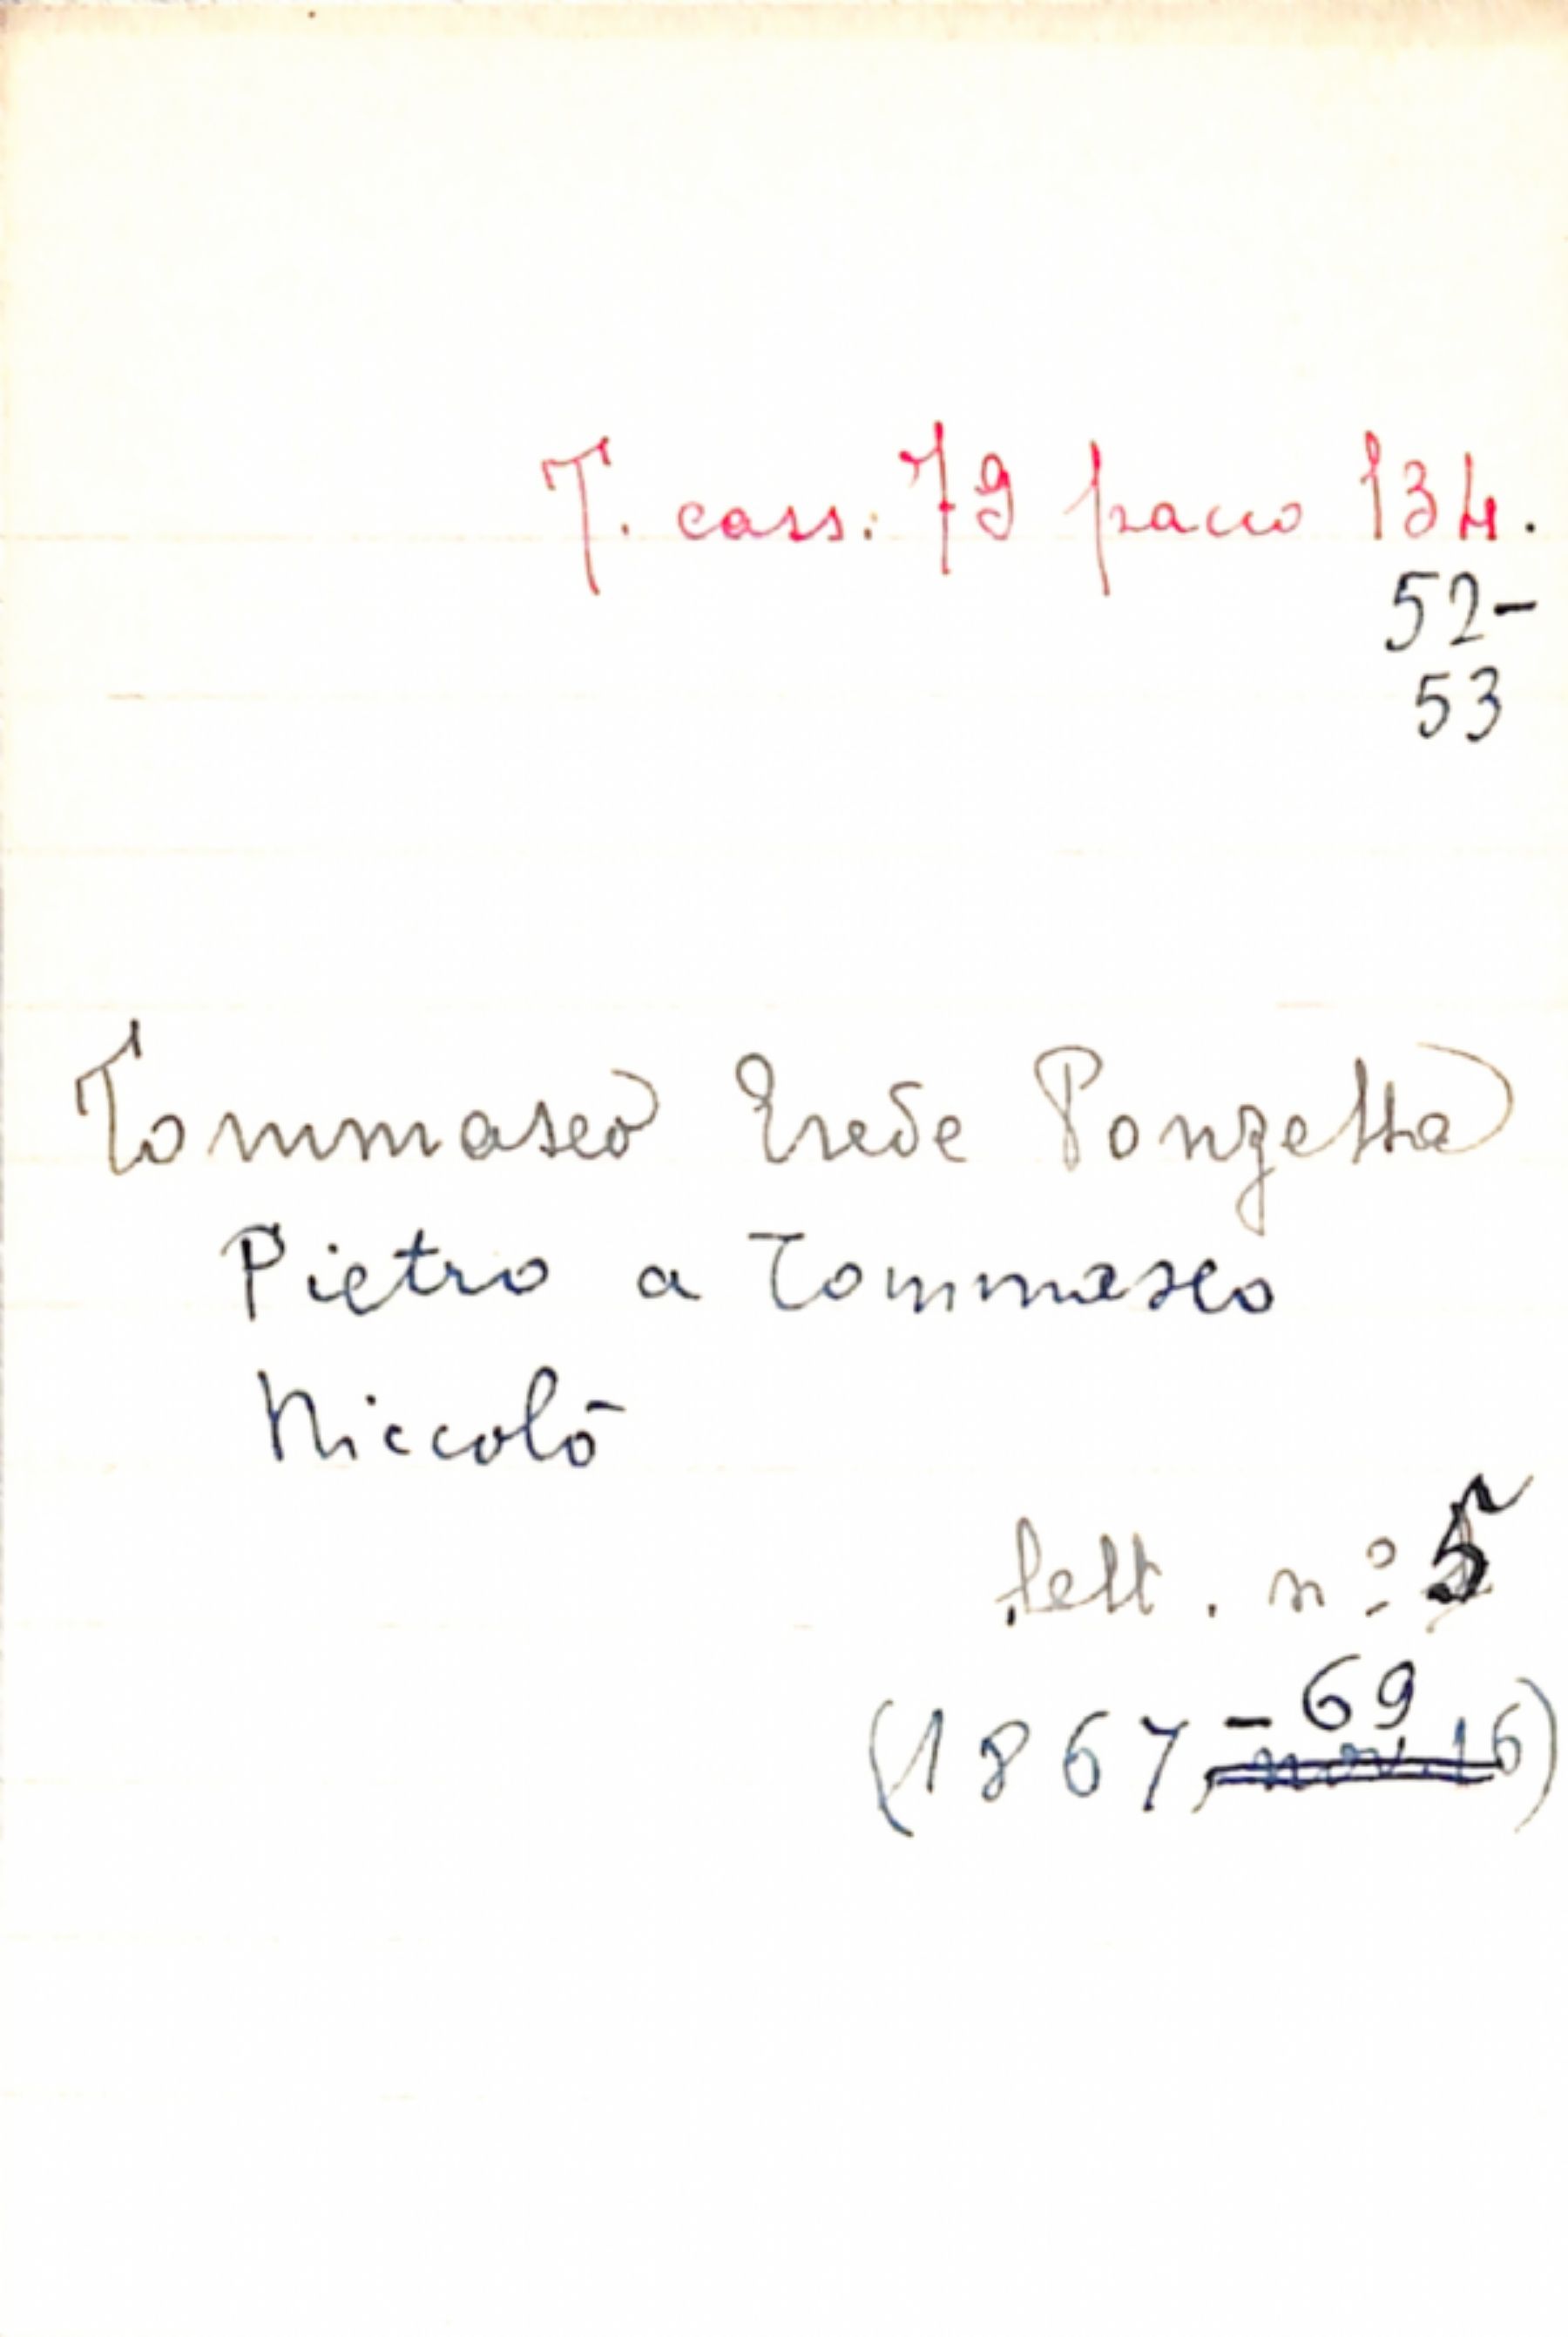 T. cass. 79 pacco 134.
52-
53
Tommaseo Erede Ponzetta
Pietro a Tommaseo
Niccolò
lett. n° 5
(1867, - 69 nov. 16)